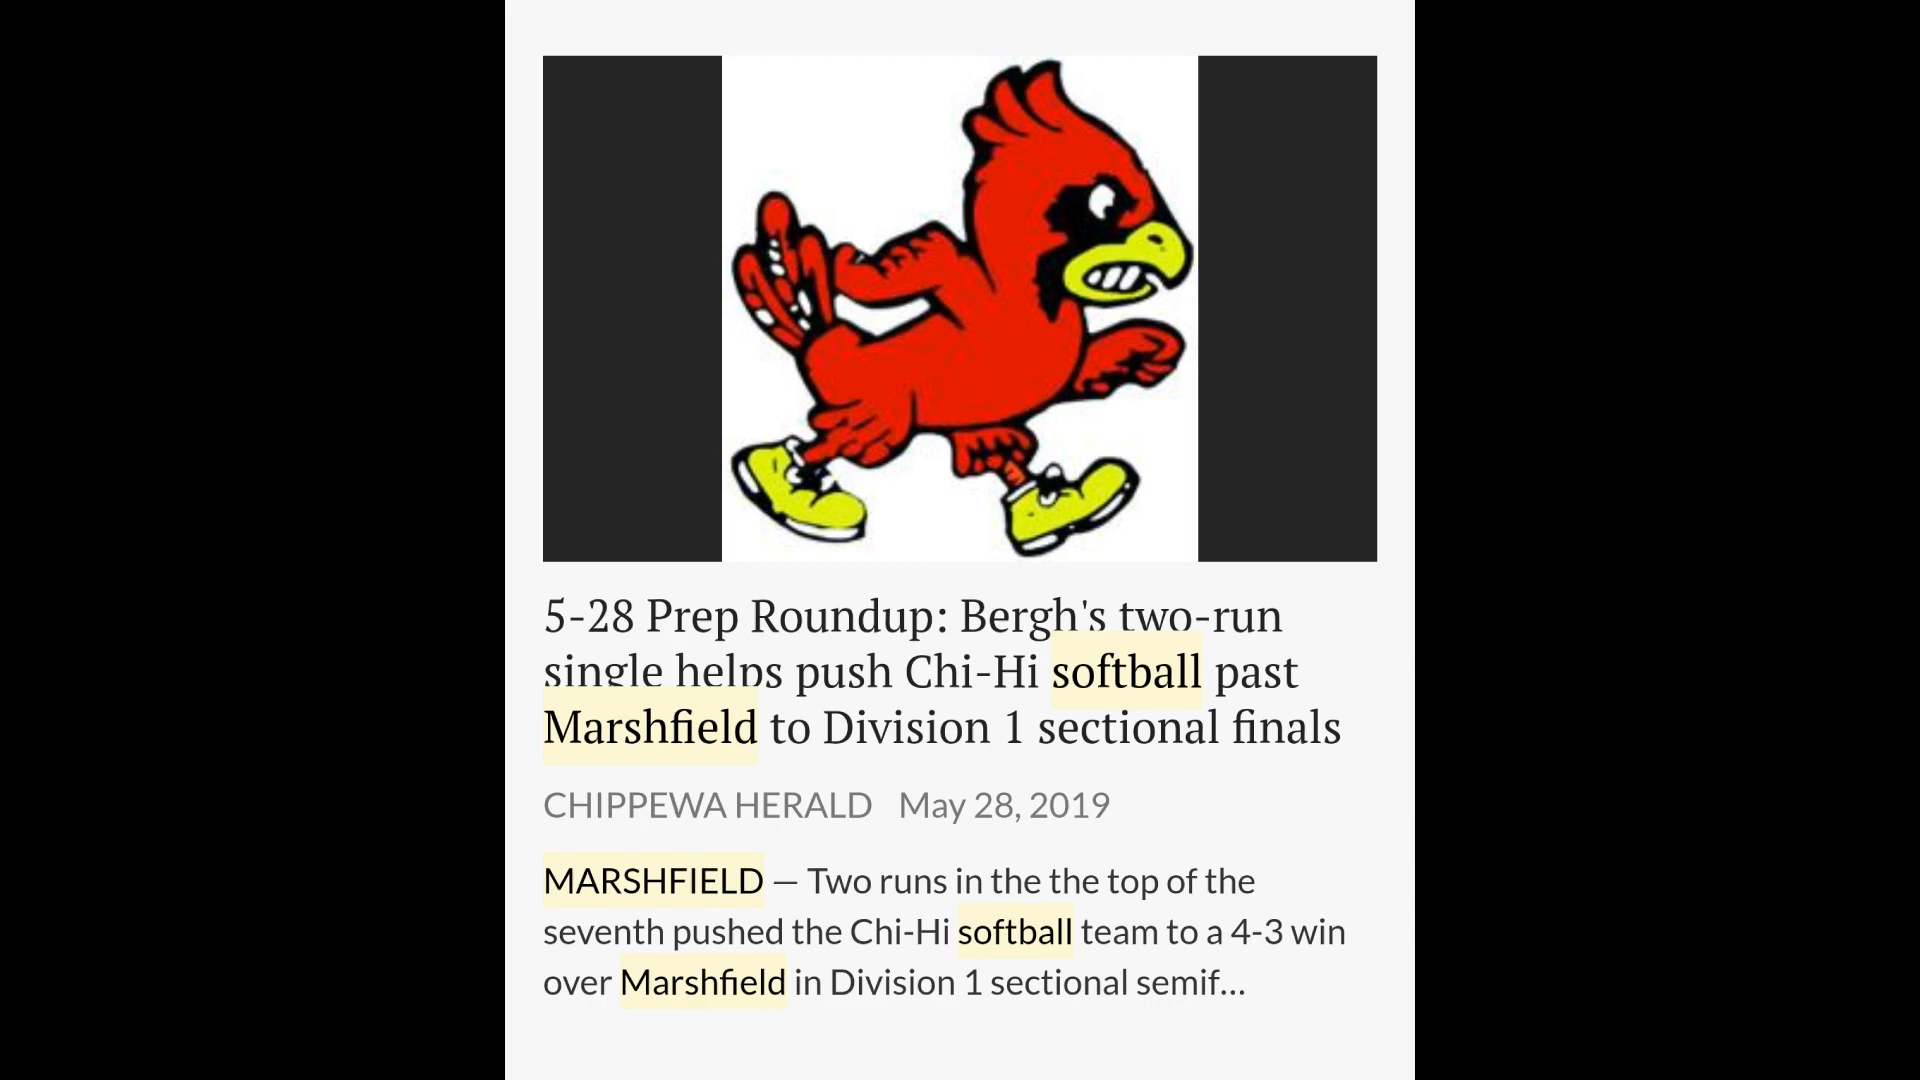 5-28 Prep Roundup: Bergh's two-run
single helps push Chi-Hi softball past
Marshfield to Division 1 sectional finals
CHIPPEWA HERALD May 28, 2019
MARSHFIELD — Two runs in the the top of the
seventh pushed the Chi-Hi softball team to a 4-3 win
over Marshfield in Division 1 sectional semif...